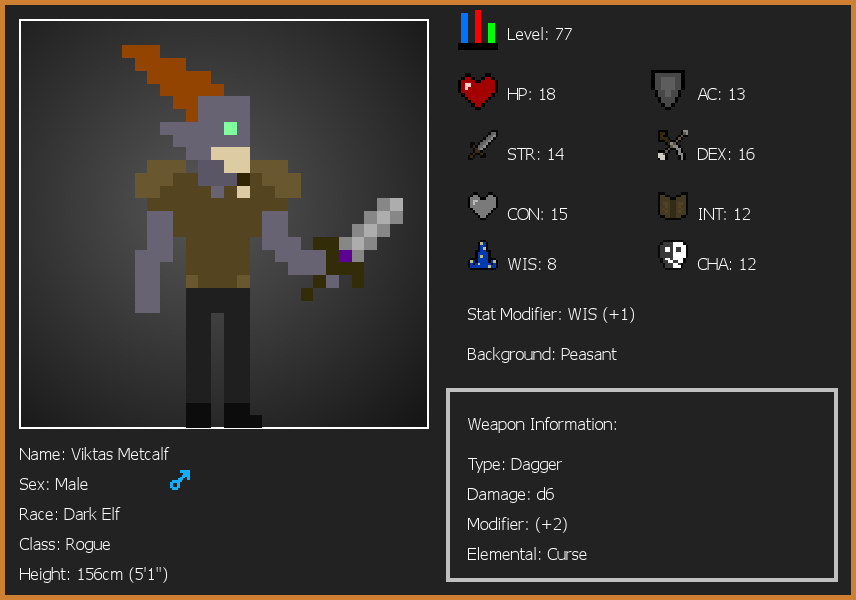 Level: 77
HP: 18
AC: 13
STR: 14
DEX: 16
CON: 15
INT: 12
WIS: 8
CHA: 12
Stat Modifier: WIS (+1)
Background: Peasant
Weapon Information:
Type: Dagger
Damage: d6
Modifier: (+2)
Elemental: Curse
Name: Viktas Metcalf
Sex: Male
Race: Dark Elf
Class: Rogue
Height: 156cm (5'1")